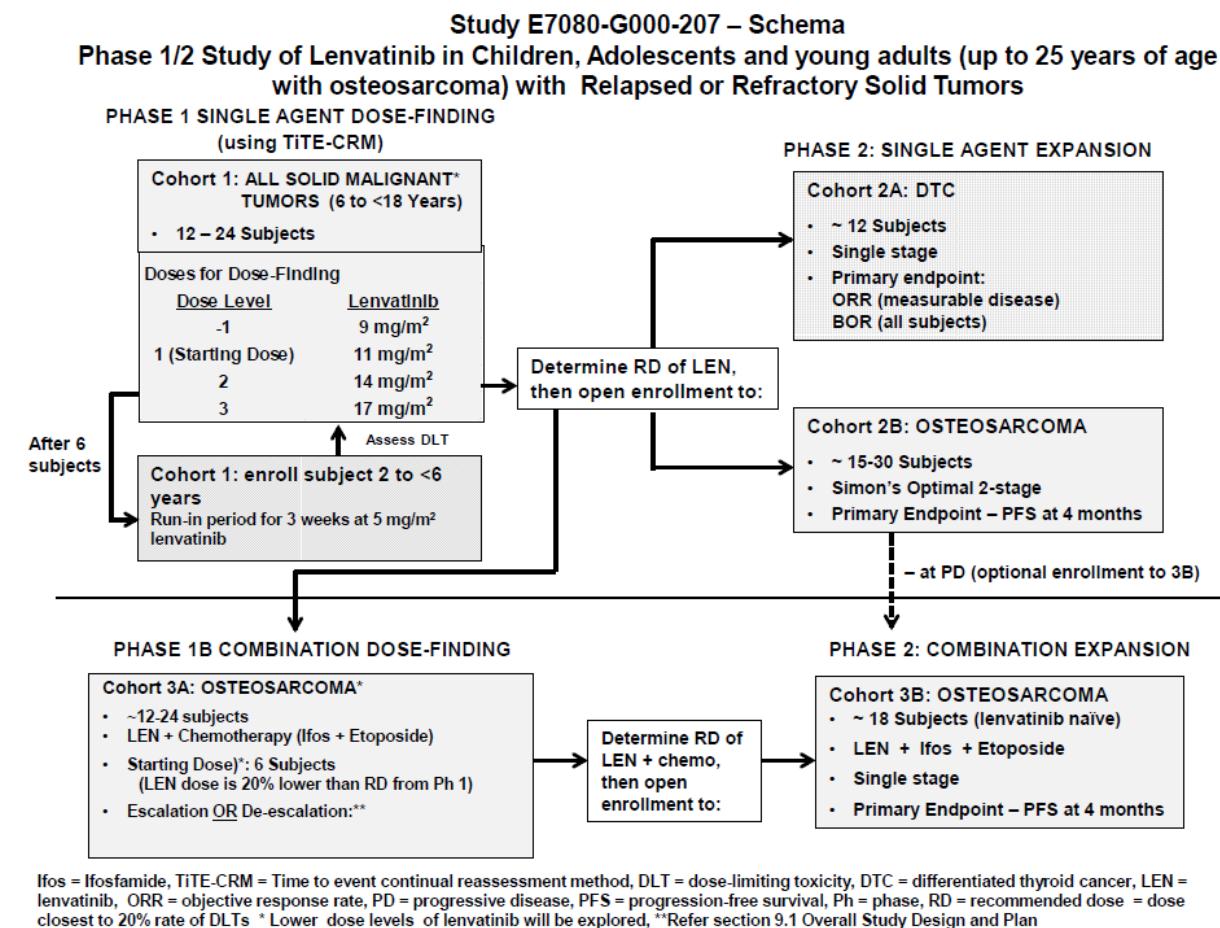 Study E7080-G000-207 – Schema
Phase 1/2 Study of Lenvatinib in Children, Adolescents and young adults (up to 25 years of age
with osteosarcoma) with Relapsed or Refractory Solid Tumors
PHASE 1 SINGLE AGENT DOSE-FINDING
(using TiTE-CRM)
Cohort 1: ALL SOLID MALIGNANT*
TUMORS (6 to <18 Years)
• 12 – 24 Subjects
Doses for Dose-Finding
Dose Level Lenvatinib
-1 9 mg/m²
1 (Starting Dose) 11 mg/m²
2 14 mg/m²
3 17 mg/m²
After 6
subjects
Assess DLT
Cohort 1: enroll subject 2 to <6
years
Run-in period for 3 weeks at 5 mg/m²
lenvatinib
Determine RD of LEN,
then open enrollment to:
PHASE 2: SINGLE AGENT EXPANSION
Cohort 2A: DTC
• ~ 12 Subjects
• Single stage
• Primary endpoint:
ORR (measurable disease)
BOR (all subjects)
Cohort 2B: OSTEOSARCOMA
• ~ 15-30 Subjects
• Simon's Optimal 2-stage
• Primary Endpoint – PFS at 4 months
– at PD (optional enrollment to 3B)
PHASE 1B COMBINATION DOSE-FINDING
Cohort 3A: OSTEOSARCOMA*
• ~12-24 subjects
• LEN + Chemotherapy (Ifos + Etoposide)
• Starting Dose)*: 6 Subjects
(LEN dose is 20% lower than RD from Ph 1)
• Escalation OR De-escalation:**
Determine RD of
LEN + chemo,
then open
enrollment to:
PHASE 2: COMBINATION EXPANSION
Cohort 3B: OSTEOSARCOMA
• ~ 18 Subjects (lenvatinib naïve)
• LEN + Ifos + Etoposide
• Single stage
• Primary Endpoint – PFS at 4 months
Ifos = Ifosfamide, TiTE-CRM = Time to event continual reassessment method, DLT = dose-limiting toxicity, DTC = differentiated thyroid cancer, LEN =
lenvatinib, ORR = objective response rate, PD = progressive disease, PFS = progression-free survival, Ph = phase, RD = recommended dose = dose
closest to 20% rate of DLTs * Lower dose levels of lenvatinib will be explored, **Refer section 9.1 Overall Study Design and Plan